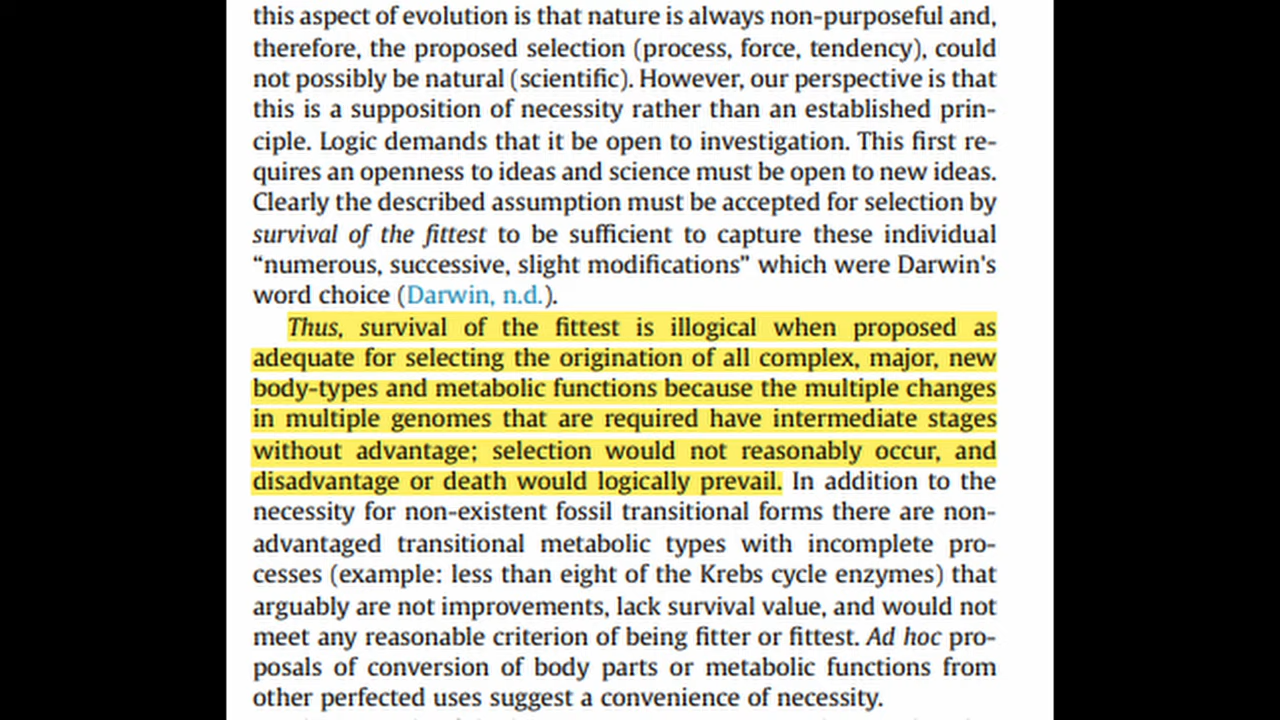 this aspect of evolution is that nature is always non-purposeful and,
therefore, the proposed selection (process, force, tendency), could
not possibly be natural (scientific). However, our perspective is that
this is a supposition of necessity rather than an established prin-
ciple. Logic demands that it be open to investigation. This first re-
quires an openness to ideas and science must be open to new ideas.
Clearly the described assumption must be accepted for selection by
survival of the fittest to be sufficient to capture these individual
“numerous, successive, slight modifications” which were Darwin's
word choice (Darwin, n.d.).
Thus, survival of the fittest is illogical when proposed as
adequate for selecting the origination of all complex, major, new
body-types and metabolic functions because the multiple changes
in multiple genomes that are required have intermediate stages
without advantage; selection would not reasonably occur, and
disadvantage or death would logically prevail. In addition to the
necessity for non-existent fossil transitional forms there are non-
advantaged transitional metabolic types with incomplete pro-
cesses (example: less than eight of the Krebs cycle enzymes) that
arguably are not improvements, lack survival value, and would not
meet any reasonable criterion of being fitter or fittest. Ad hoc pro-
posals of conversion of body parts or metabolic functions from
other perfected uses suggest a convenience of necessity.